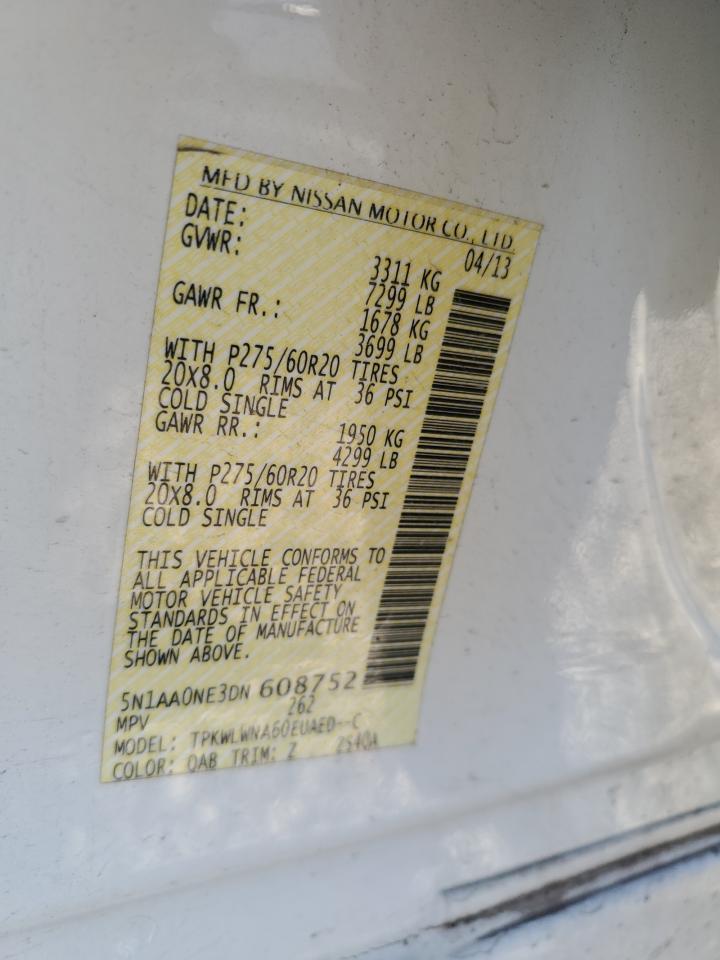 MFD BY NISSAN MOTOR CO., LTD.
DATE: 04/13
GVWR: 3311 KG
7299 LB
GAWR FR.: 1678 KG
3699 LB
WITH P275/60R20 TIRES
20X8.0 RIMS AT 36 PSI
COLD SINGLE
GAWR RR.: 1950 KG
4299 LB
WITH P275/60R20 TIRES
20X8.0 RIMS AT 36 PSI
COLD SINGLE
THIS VEHICLE CONFORMS TO
ALL APPLICABLE FEDERAL
MOTOR VEHICLE SAFETY
STANDARDS IN EFFECT ON
THE DATE OF MANUFACTURE
SHOWN ABOVE.
5N1AA0NE3DN 608752
MPV 262
MODEL: TPKWLWNA60EUAED--C
COLOR: QAB TRIM: Z 2S40A